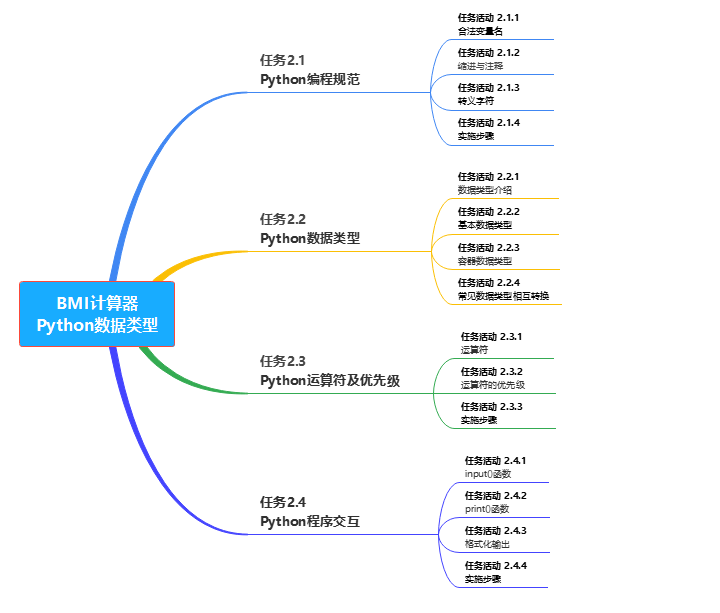 BMI计算器
Python数据类型
任务2.1
Python编程规范
任务活动 2.1.1
合法变量名
任务活动 2.1.2
缩进与注释
任务活动 2.1.3
转义字符
任务活动 2.1.4
实施步骤
任务2.2
Python数据类型
任务活动 2.2.1
数据类型介绍
任务活动 2.2.2
基本数据类型
任务活动 2.2.3
容器数据类型
任务活动 2.2.4
常见数据类型相互转换
任务2.3
Python运算符及优先级
任务活动 2.3.1
运算符
任务活动 2.3.2
运算符的优先级
任务活动 2.3.3
实施步骤
任务2.4
Python程序交互
任务活动 2.4.1
input()函数
任务活动 2.4.2
print()函数
任务活动 2.4.3
格式化输出
任务活动 2.4.4
实施步骤